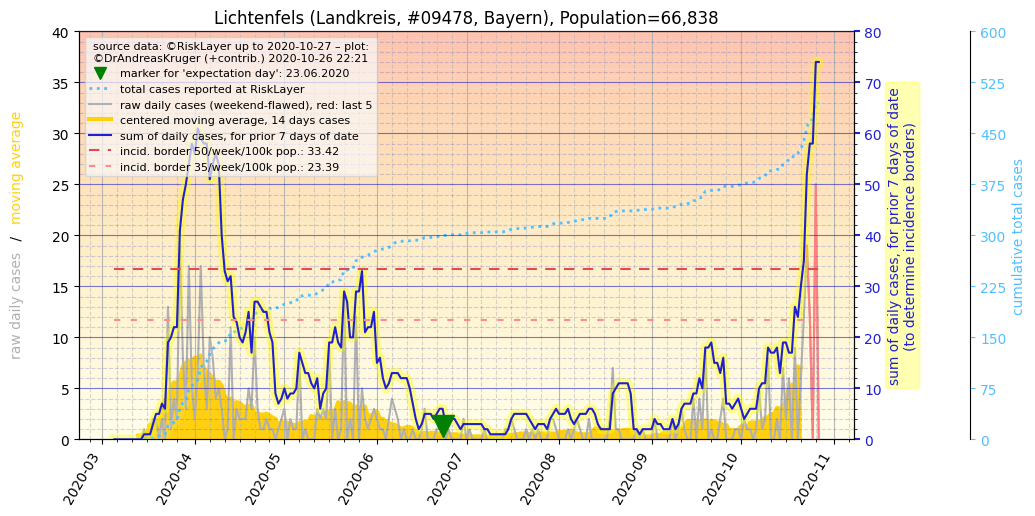 Lichtenfels (Landkreis, #09478, Bayern), Population=66,838
source data: ©RiskLayer up to 2020-10-27 – plot:
©DrAndreasKruger (+contrib.) 2020-10-26 22:21
marker for 'expectation day': 23.06.2020
total cases reported at RiskLayer
raw daily cases (weekend-flawed), red: last 5
centered moving average, 14 days cases
sum of daily cases, for prior 7 days of date
incid. border 50/week/100k pop.: 33.42
incid. border 35/week/100k pop.: 23.39
raw daily cases / moving average
40
35
30
25
20
15
10
5
0
80
70
60
50
40
30
20
10
0
sum of daily cases, for prior 7 days of date
(to determine incidence borders)
600
525
450
375
300
225
150
75
0
cumulative total cases
2020-03
2020-04
2020-05
2020-06
2020-07
2020-08
2020-09
2020-10
2020-11